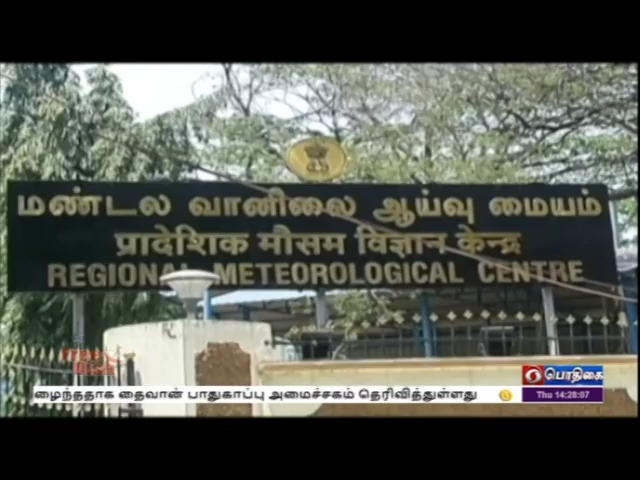 மண்டல வானிலை ஆய்வு மையம்
प्रादेशिक मौसम विज्ञान केन्द्र
REGIONAL METEOROLOGICAL CENTRE
பொதிகை
ழைந்ததாக தைவான் பாதுகாப்பு அமைச்சகம் தெரிவித்துள்ளது
Thu 14:28:07